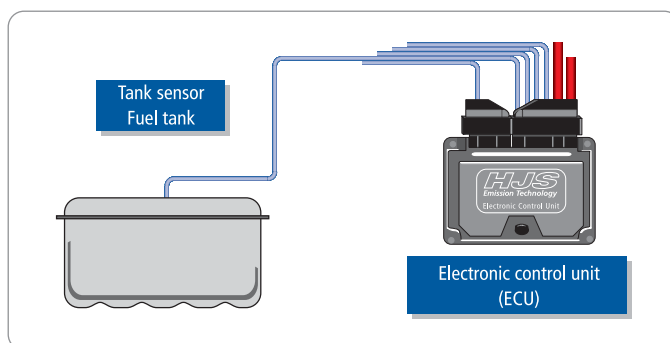 Tank sensor
Fuel tank
HJS
Emission Technology
Electronic Control Unit
Electronic control unit
(ECU)